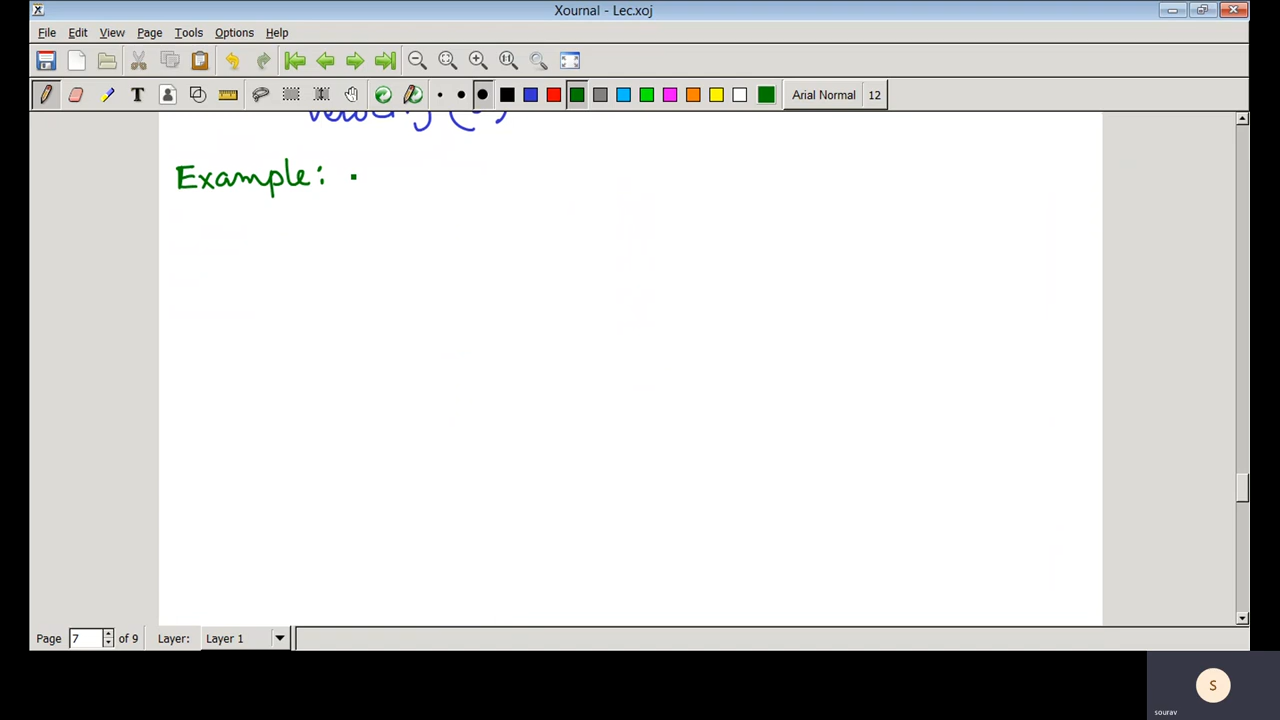 Xournal - Lec.xoj
File Edit View Page Tools Options Help
Arial Normal 12
velocity (
Example:
Page 7 of 9 Layer: Layer 1
S
sourav